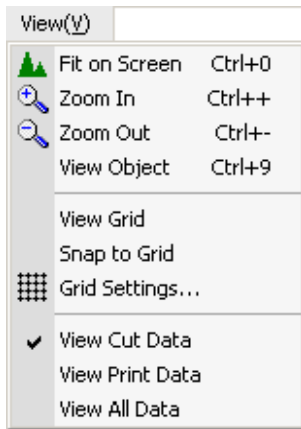 View(V)
Fit on Screen Ctrl+0
Zoom In Ctrl++
Zoom Out Ctrl+-
View Object Ctrl+9
View Grid
Snap to Grid
Grid Settings...
View Cut Data
View Print Data
View All Data